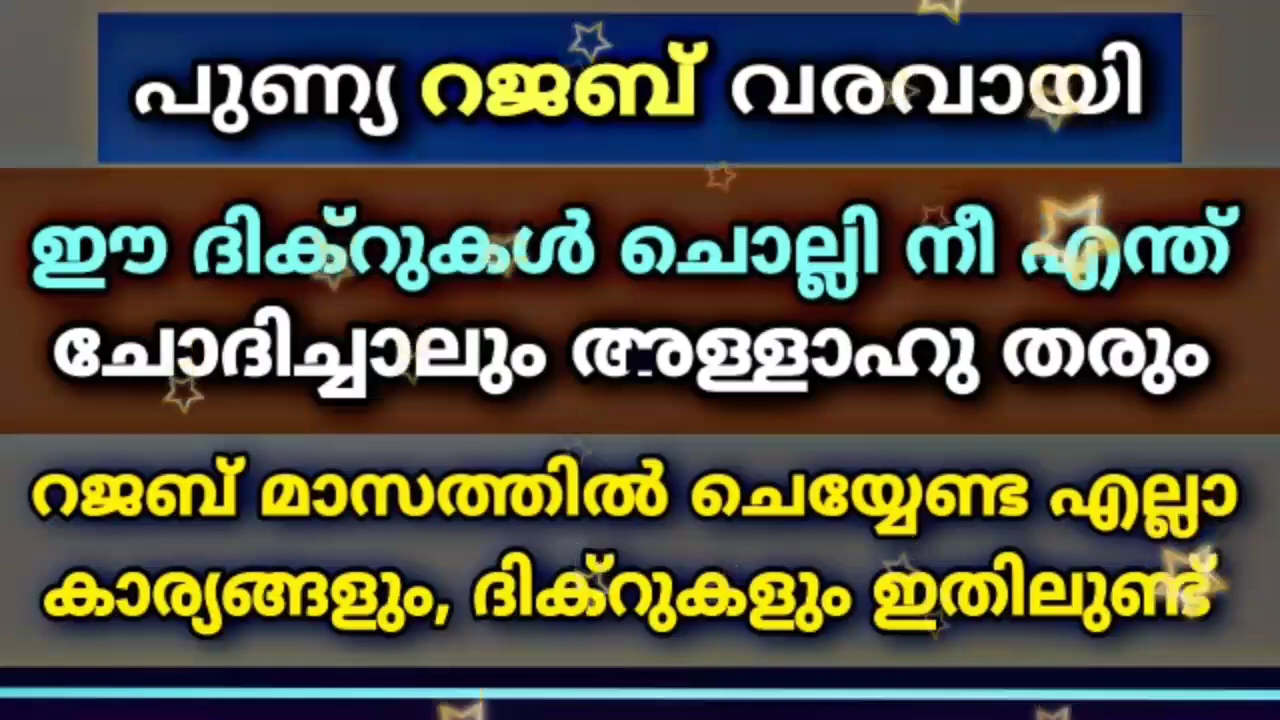 പുണ്യ റജബ് വരവായി
ഈ ദിക്റുകൾ ചൊല്ലി നീ എന്ത്
ചോദിച്ചാലും അള്ളാഹു തരും
റജബ് മാസത്തിൽ ചെയ്യേണ്ട എല്ലാ
കാര്യങ്ങളും, ദിക്റുകളും ഇതിലുണ്ട്